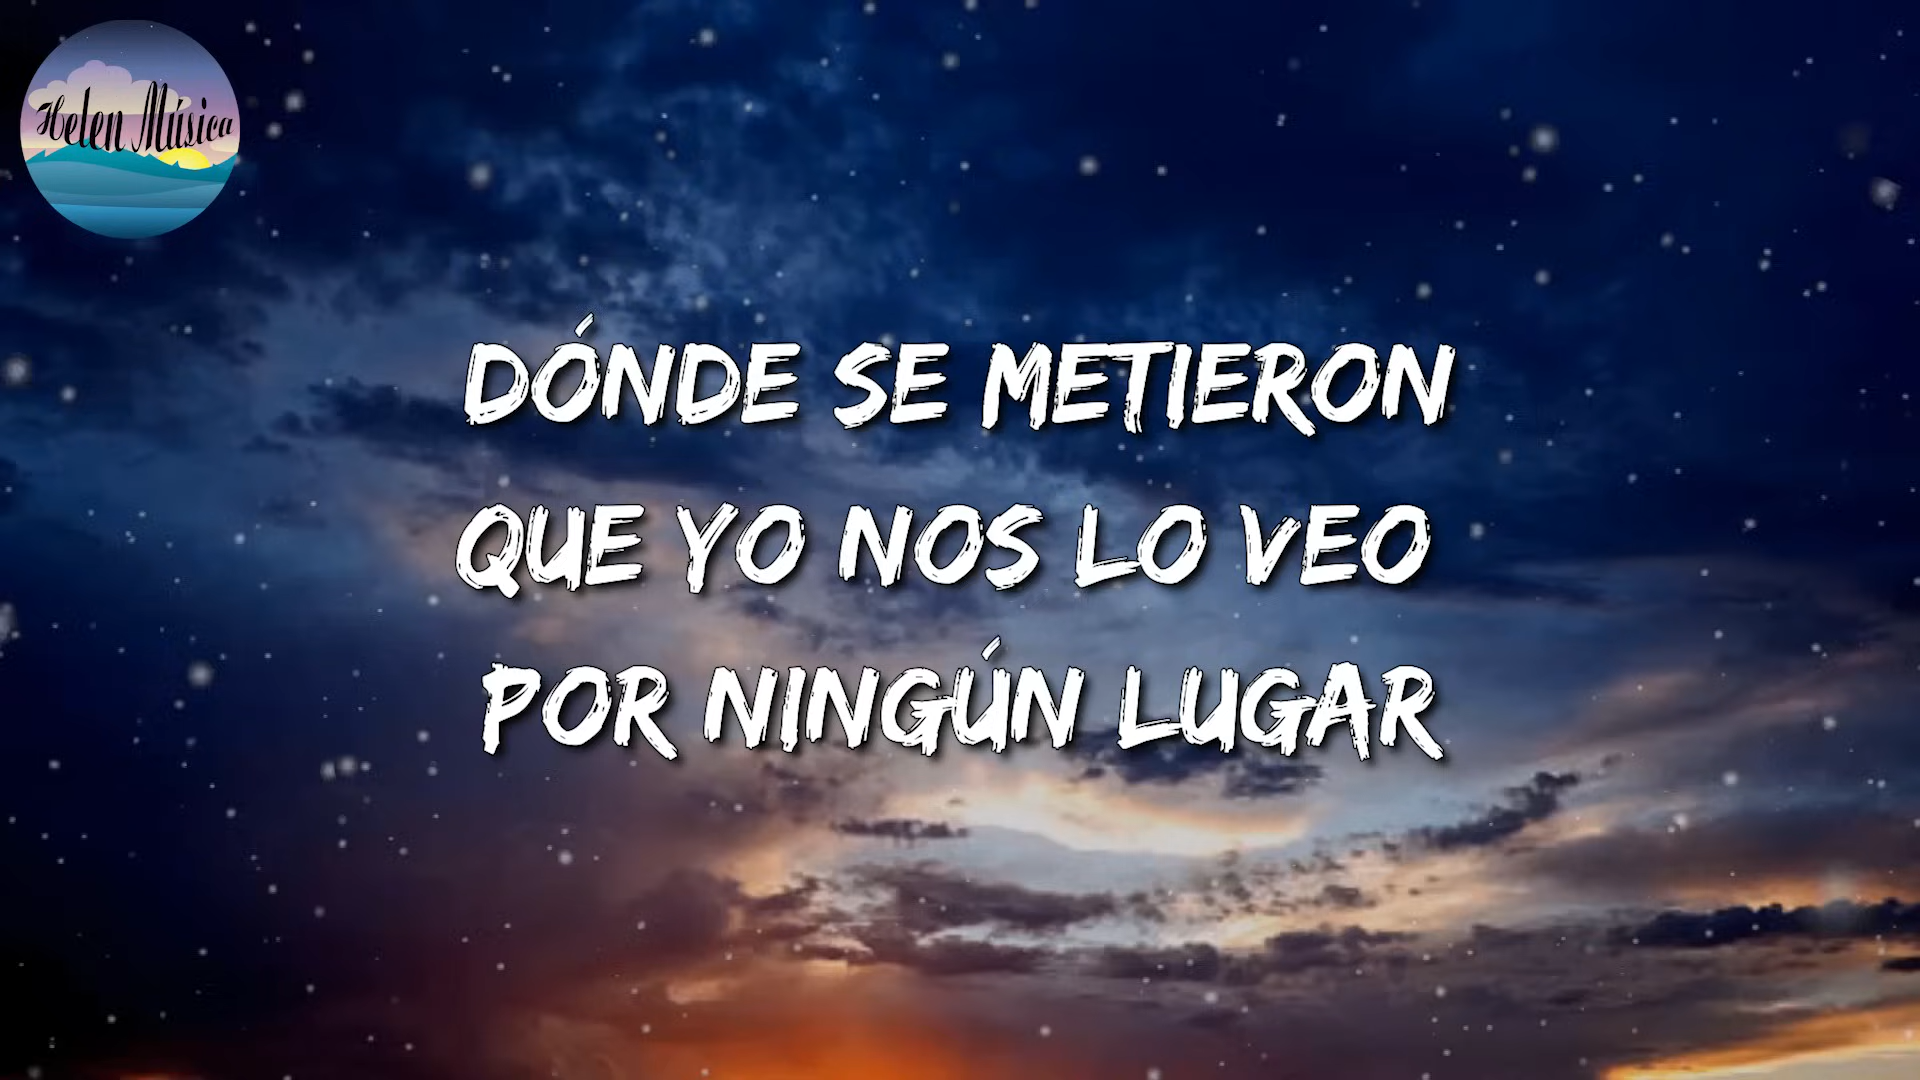 Helen Música
DÓNDE SE METIERON
QUE YO NOS LO VEO
POR NINGÚN LUGAR